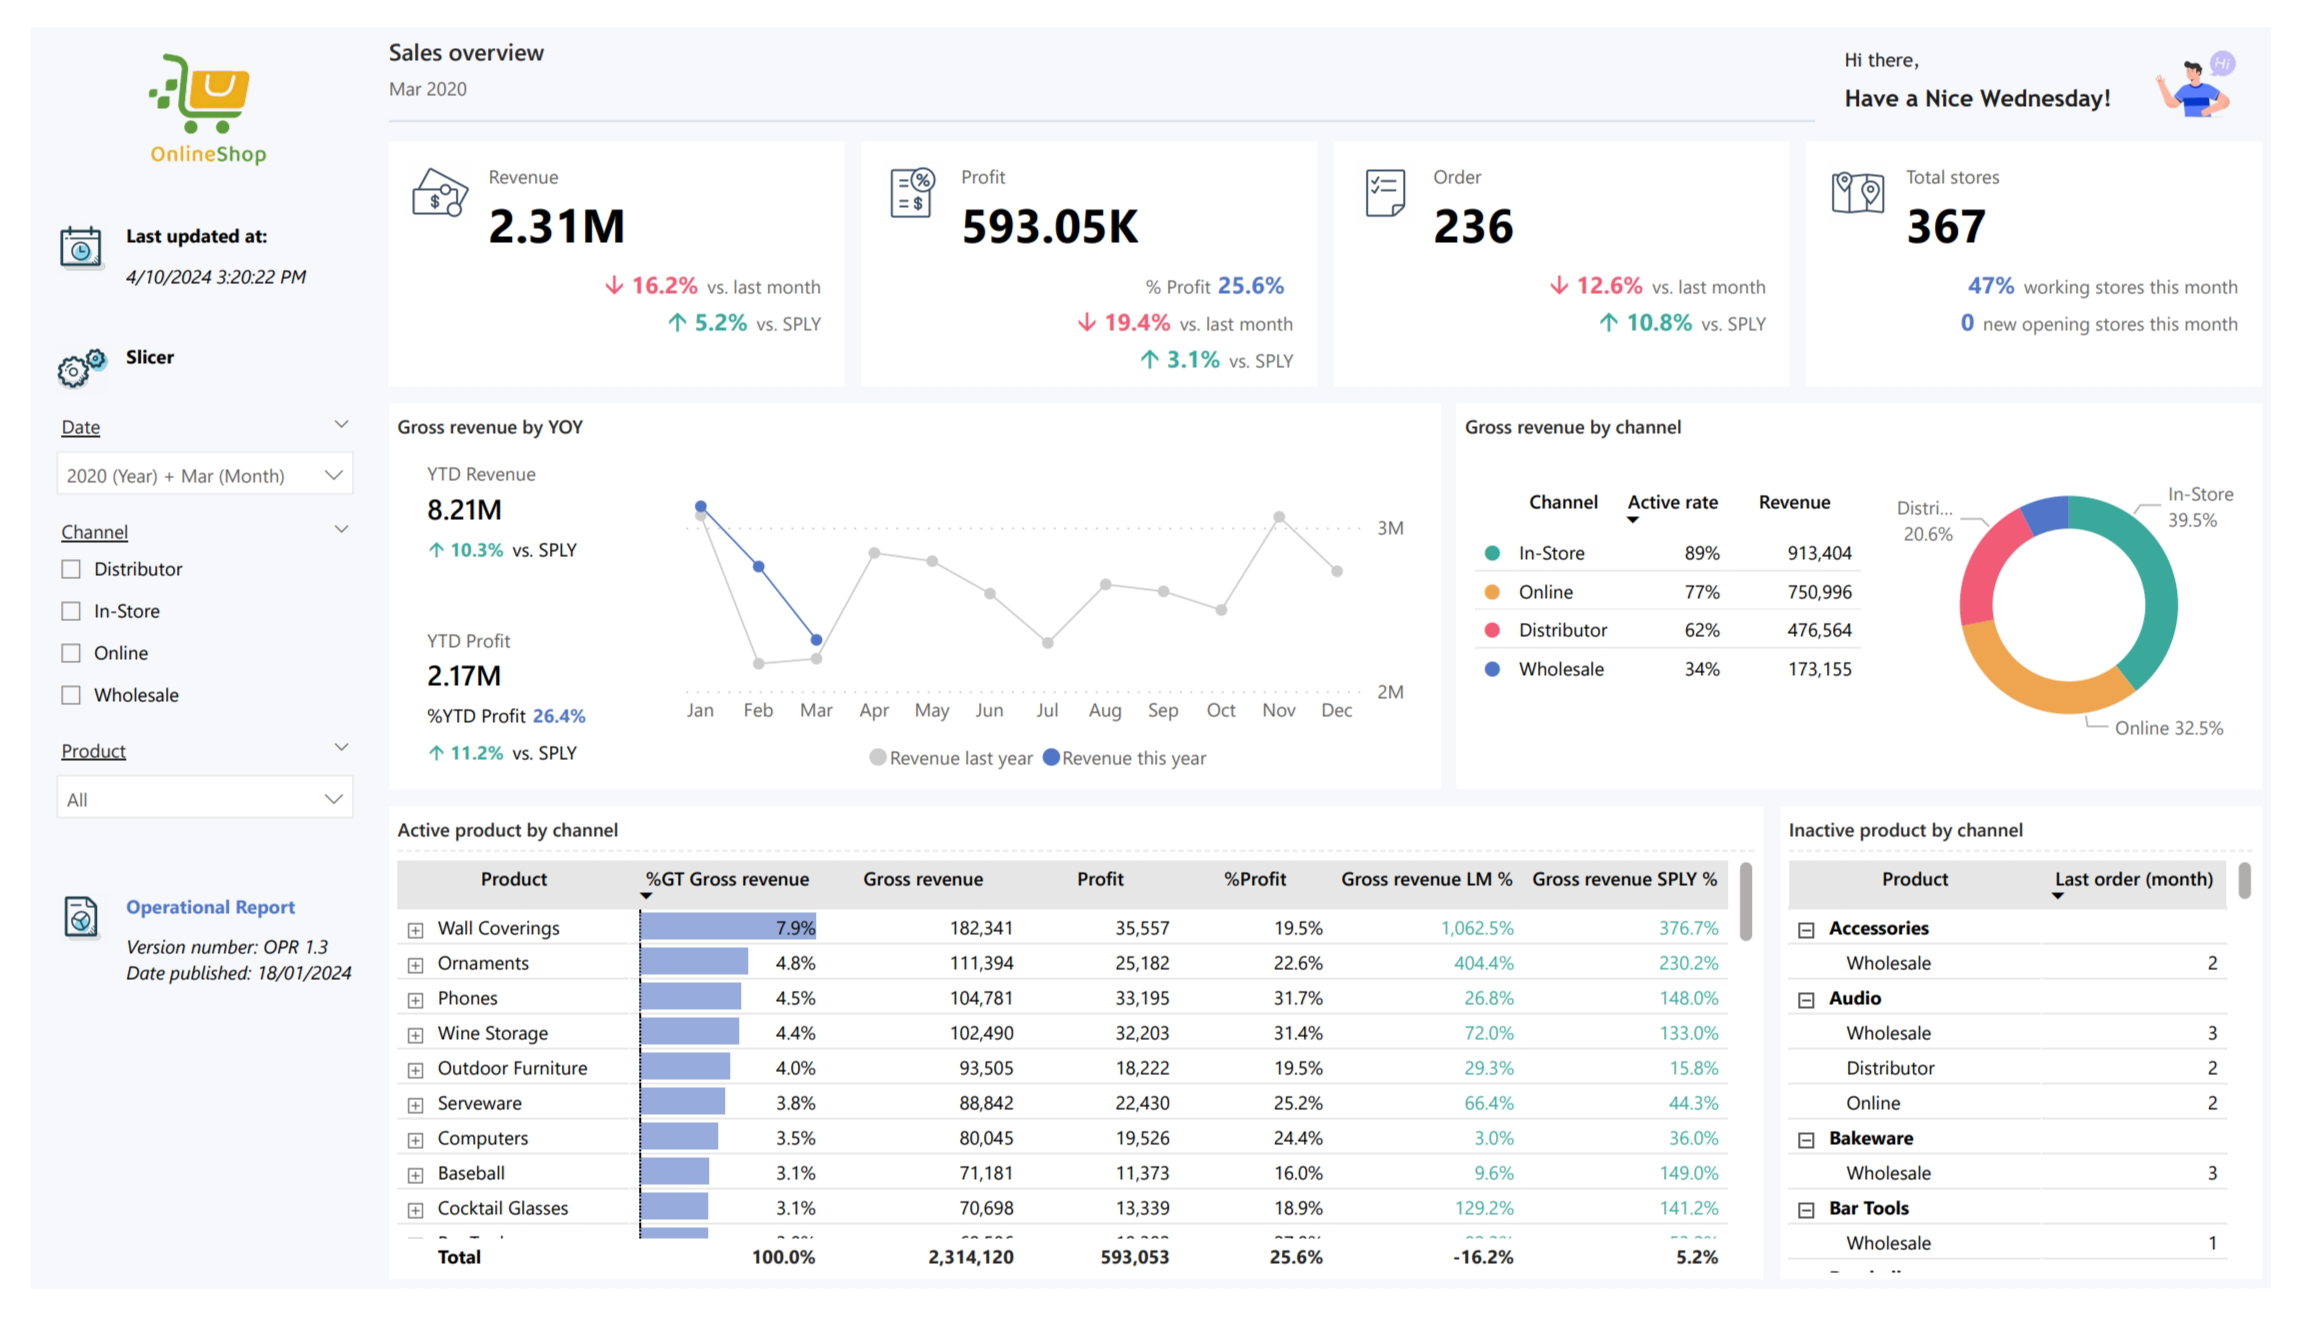 OnlineShop
Last updated at:
4/10/2024 3:20:22 PM
Slicer
Date
2020 (Year) + Mar (Month)
Channel
Distributor
In-Store
Online
Wholesale
Product
All
Operational Report
Version number: OPR 1.3
Date published: 18/01/2024
Sales overview
Mar 2020
Hi there,
Have a Nice Wednesday!
Hi
Revenue
2.31M
16.2% vs. last month
5.2% vs. SPLY
Profit
593.05K
% Profit 25.6%
19.4% vs. last month
3.1% vs. SPLY
Order
236
12.6% vs. last month
10.8% vs. SPLY
Total stores
367
47% working stores this month
0 new opening stores this month
Gross revenue by YOY
YTD Revenue
8.21M
10.3% vs. SPLY
YTD Profit
2.17M
%YTD Profit 26.4%
11.2% vs. SPLY
3M
2M
Jan Feb Mar Apr May Jun Jul Aug Sep Oct Nov Dec
Revenue last year Revenue this year
Gross revenue by channel
Channel Active rate Revenue
In-Store 89% 913,404
Online 77% 750,996
Distributor 62% 476,564
Wholesale 34% 173,155
Distri...
20.6%
In-Store
39.5%
Online 32.5%
Active product by channel
Product %GT Gross revenue Gross revenue Profit %Profit Gross revenue LM % Gross revenue SPLY %
Wall Coverings 7.9% 182,341 35,557 19.5% 1,062.5% 376.7%
Ornaments 4.8% 111,394 25,182 22.6% 404.4% 230.2%
Phones 4.5% 104,781 33,195 31.7% 26.8% 148.0%
Wine Storage 4.4% 102,490 32,203 31.4% 72.0% 133.0%
Outdoor Furniture 4.0% 93,505 18,222 19.5% 29.3% 15.8%
Serveware 3.8% 88,842 22,430 25.2% 66.4% 44.3%
Computers 3.5% 80,045 19,526 24.4% 3.0% 36.0%
Baseball 3.1% 71,181 11,373 16.0% 9.6% 149.0%
Cocktail Glasses 3.1% 70,698 13,339 18.9% 129.2% 141.2%
Total 100.0% 2,314,120 593,053 25.6% -16.2% 5.2%
Inactive product by channel
Product Last order (month)
Accessories
Wholesale 2
Audio
Wholesale 3
Distributor 2
Online 2
Bakeware
Wholesale 3
Bar Tools
Wholesale 1